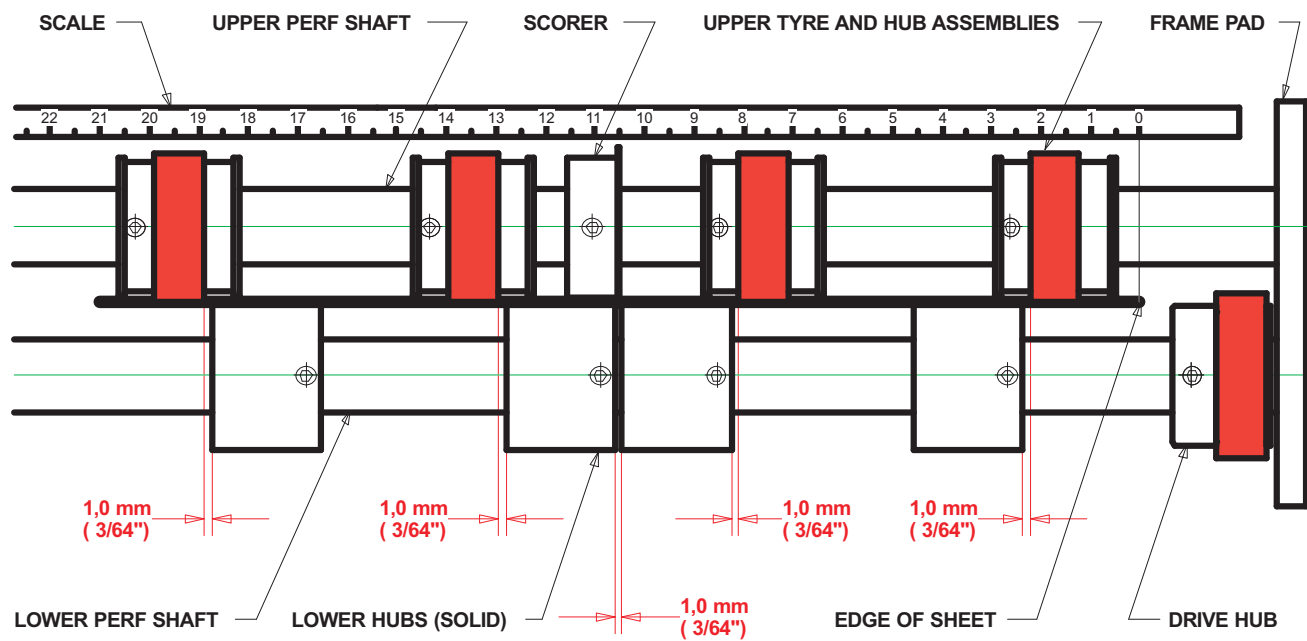 SCALE UPPER PERF SHAFT SCORER UPPER TYRE AND HUB ASSEMBLIES FRAME PAD
22 21 20 19 18 17 16 15 14 13 12 11 10 9 8 7 6 5 4 3 2 1 0
1,0 mm 1,0 mm 1,0 mm 1,0 mm
( 3/64") ( 3/64") ( 3/64") ( 3/64")
1,0 mm
( 3/64")
LOWER PERF SHAFT LOWER HUBS (SOLID) EDGE OF SHEET DRIVE HUB